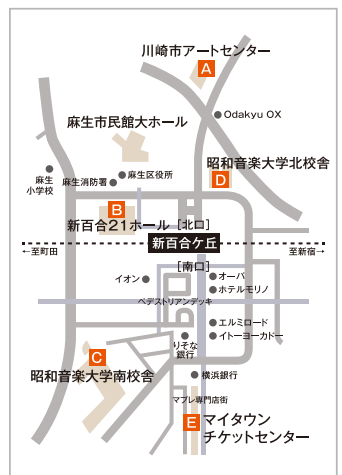 川崎市アートセンター
A
Odakyu OX
麻生市民館大ホール
昭和音楽大学北校舎
D
麻生
小学校
麻生消防署
麻生区役所
B
新百合21ホール
[北口]
新百合ケ丘
←至町田
至新宿→
[南口]
イオン
オーパ
ホテルモリノ
ペデストリアンデッキ
エルミロード
イトーヨーカドー
りそな
銀行
C
昭和音楽大学南校舎
横浜銀行
マプレ専門店街
E
マイタウン
チケットセンター